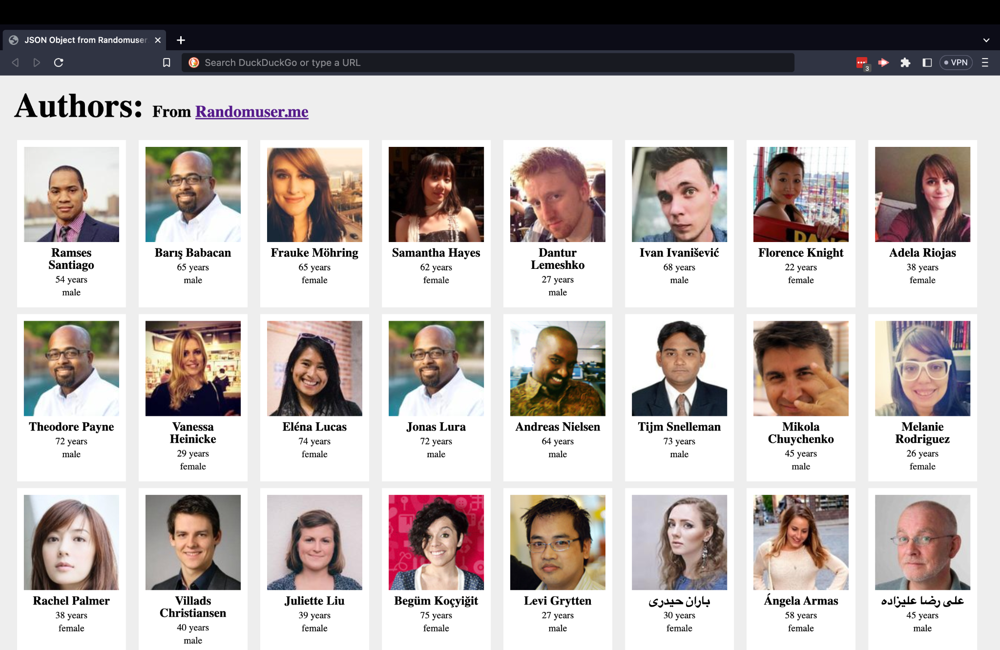 JSON Object from Randomuser
Search DuckDuckGo or type a URL
3
VPN
Authors: From Randomuser.me
DANG
Ramses
Santiago
54 years
male
Barış Babacan
65 years
male
Frauke Möhring
65 years
female
Samantha Hayes
62 years
female
Dantur
Lemeshko
27 years
male
Ivan Ivanišević
68 years
male
Florence Knight
22 years
female
Adela Riojas
38 years
female
Theodore Payne
72 years
male
Vanessa
Heinicke
29 years
female
Eléna Lucas
74 years
female
Jonas Lura
72 years
male
Andreas Nielsen
64 years
male
Tijm Snelleman
73 years
male
Mikola
Chuychenko
45 years
male
Melanie
Rodriguez
26 years
female
Rachel Palmer
38 years
female
Villads
Christiansen
40 years
male
Juliette Liu
39 years
female
Begüm Koçyiğit
75 years
female
Levi Grytten
27 years
male
باران حیدری
30 years
female
Ángela Armas
58 years
female
علی رضا علیزاده
45 years
male